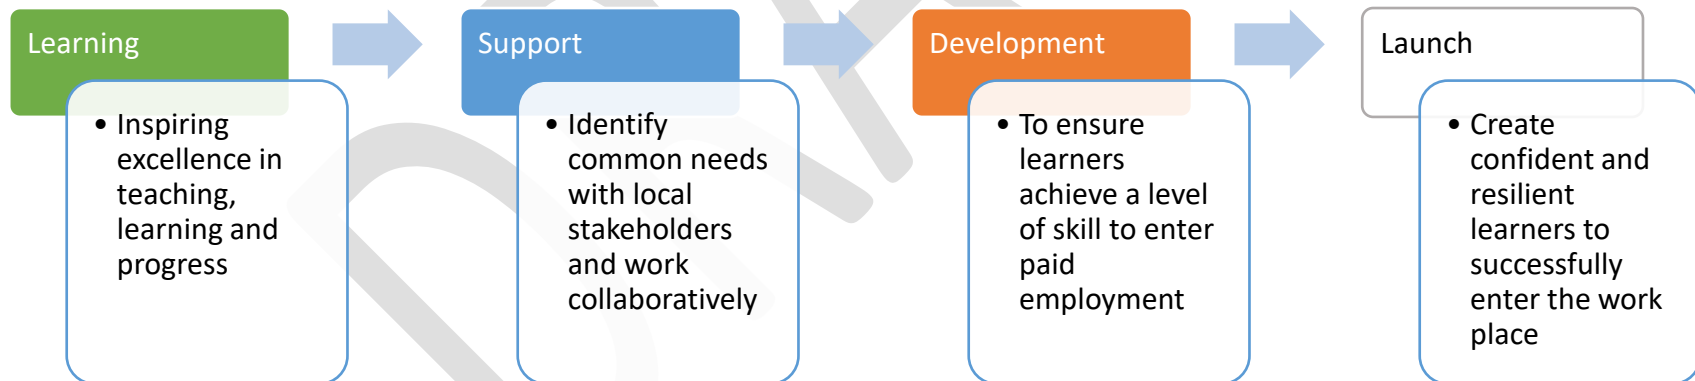 Learning
• Inspiring
excellence in
teaching,
learning and
progress
Support
• Identify
common needs
with local
stakeholders
and work
collaboratively
Development
• To ensure
learners
achieve a level
of skill to enter
paid
employment
Launch
• Create
confident and
resilient
learners to
successfully
enter the work
place